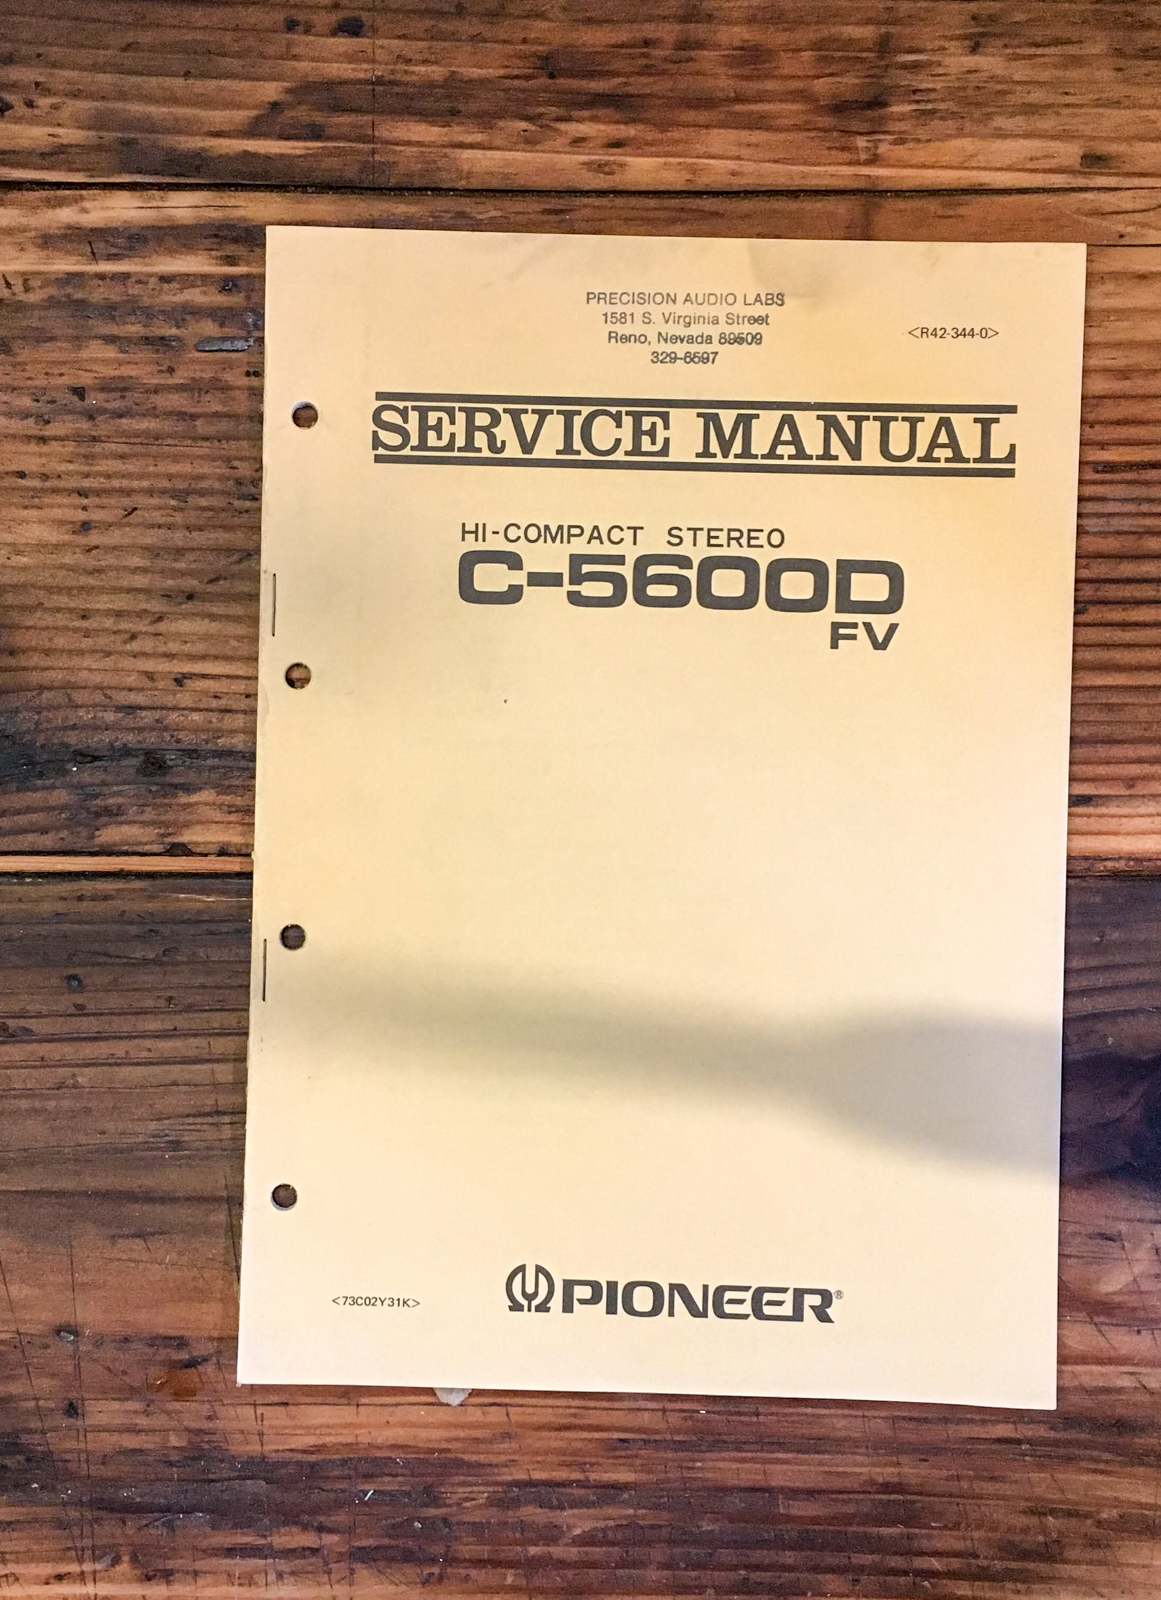 PRECISION AUDIO LABS
1581 S. Virginia Street
Reno, Nevada 89509
329-6597
<R42-344-0>
SERVICE MANUAL
HI-COMPACT STEREO
C-5600D
FV
<73C02Y31K>
PIONEER®